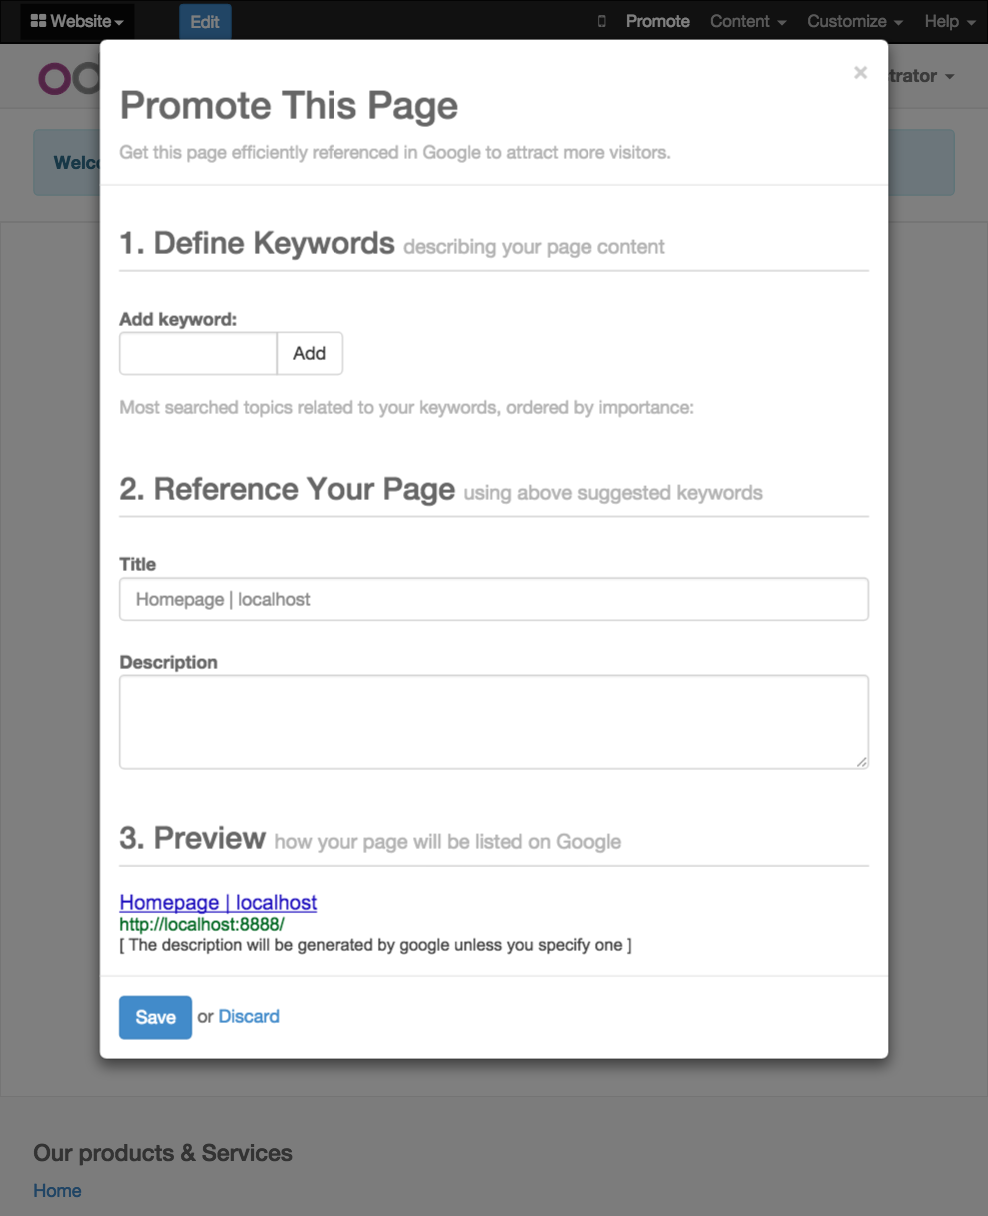 Website Edit Promote Content Customize Help
trator
×
Promote This Page
Get this page efficiently referenced in Google to attract more visitors.
Welco
1. Define Keywords describing your page content
Add keyword:
Add
Most searched topics related to your keywords, ordered by importance:
2. Reference Your Page using above suggested keywords
Title
Homepage | localhost
Description
3. Preview how your page will be listed on Google
Homepage | localhost
http://localhost:8888/
[ The description will be generated by google unless you specify one ]
Save or Discard
Our products & Services
Home